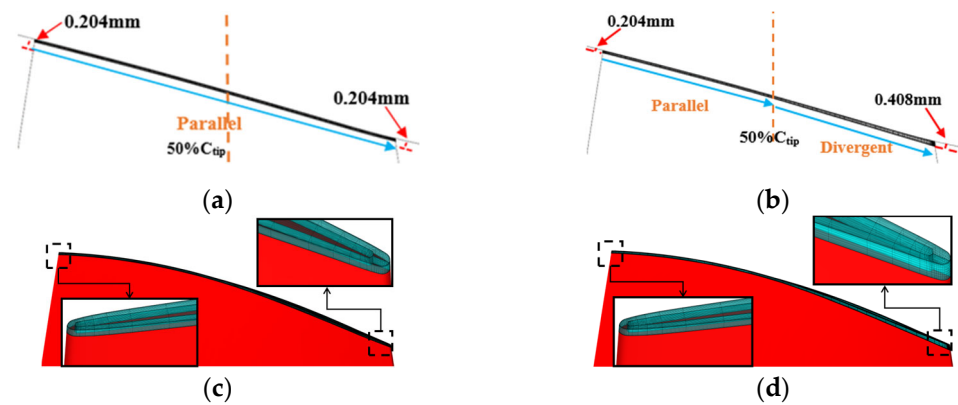 0.204mm
0.204mm
Parallel
50%Ctip
(a)
0.204mm
0.408mm
Parallel
50%Ctip
Divergent
(b)
(c)
(d)